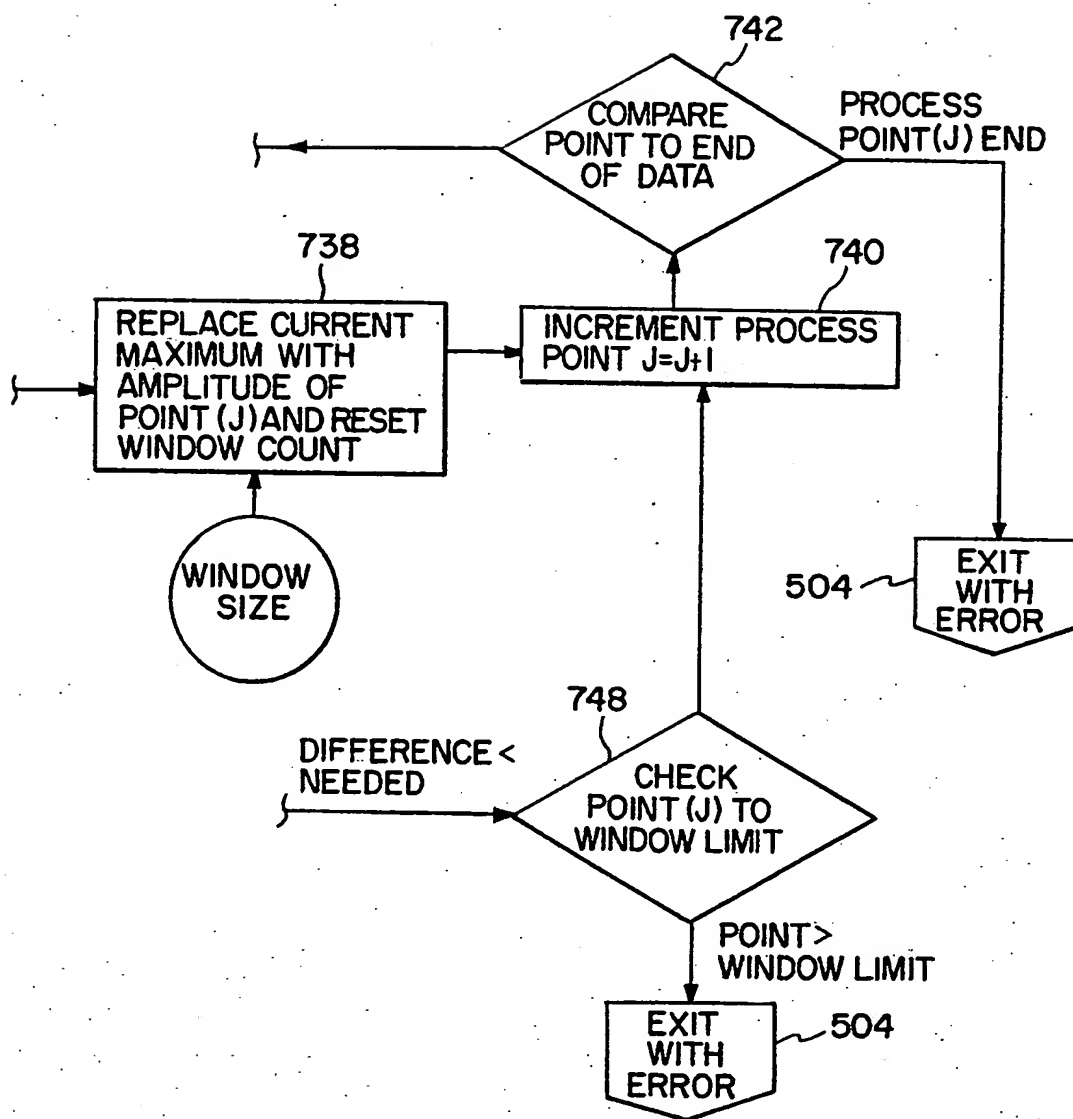 742
COMPARE
POINT TO END
OF DATA
PROCESS
POINT(J) END
738
REPLACE CURRENT
MAXIMUM WITH
AMPLITUDE OF
POINT (J) AND RESET
WINDOW COUNT
740
INCREMENT PROCESS
POINT J=J+1
WINDOW
SIZE
504
EXIT
WITH
ERROR
748
DIFFERENCE <
NEEDED
CHECK
POINT (J) TO
WINDOW LIMIT
POINT >
WINDOW LIMIT
EXIT
WITH
ERROR
504